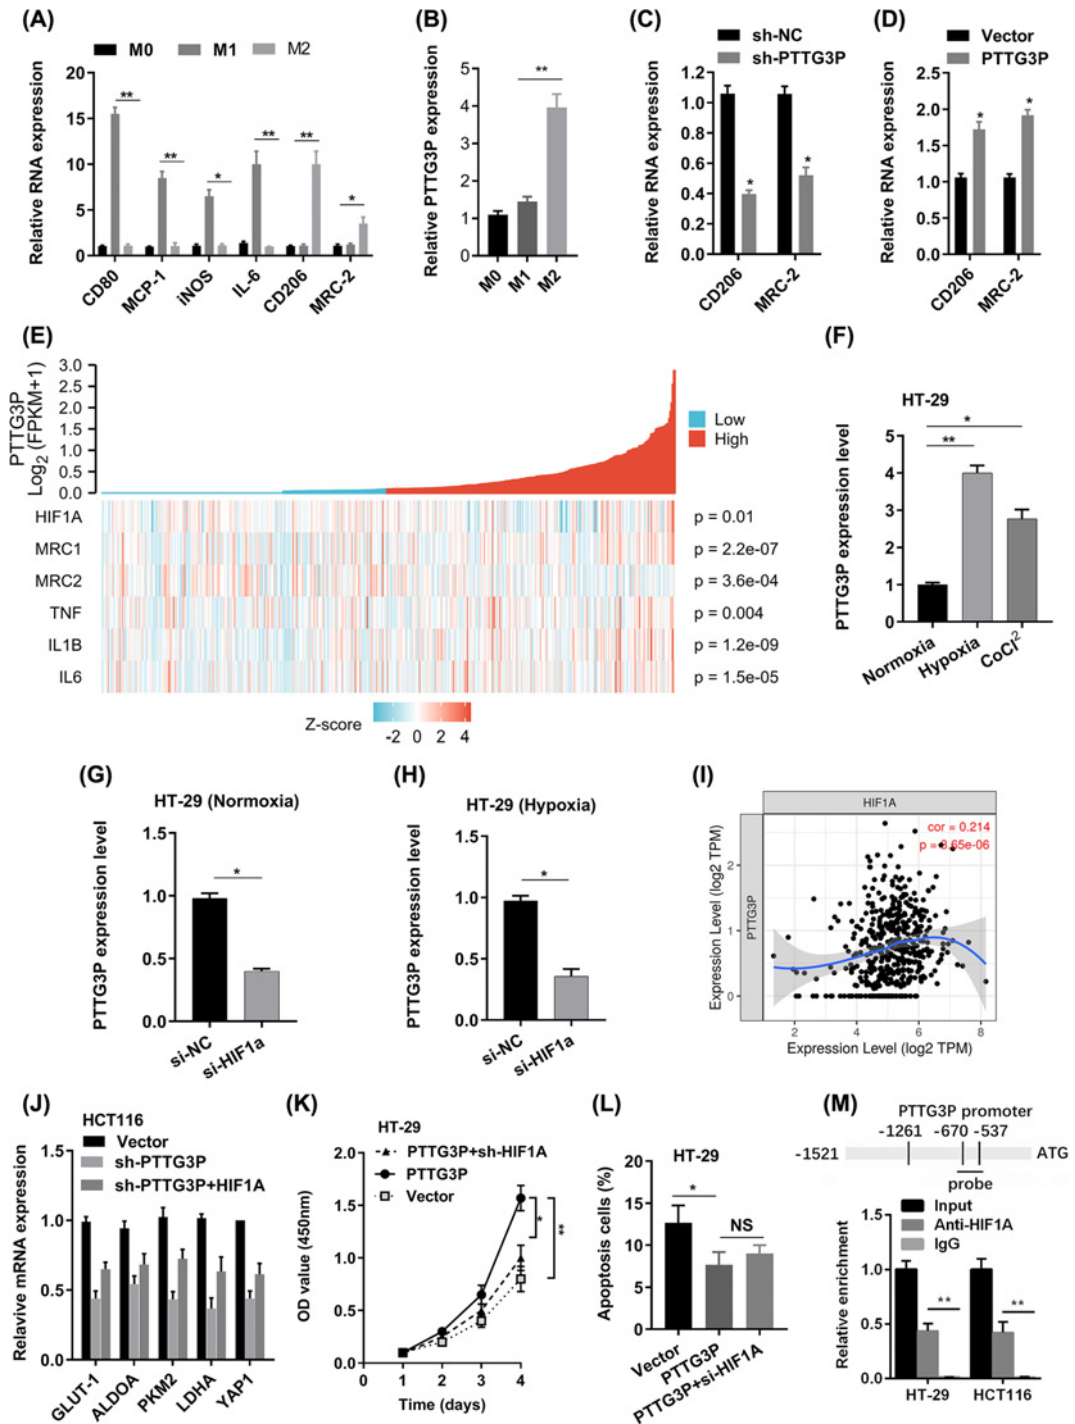 (A)
M0 M1 M2
Relative RNA expression
20
15
10
5
0
** ** * ** ** *
CD80 MCP-1 iNOS IL-6 CD206 MRC-2
(B)
Relative PTTG3P expression
5
4
3
2
1
0
**
M0 M1 M2
(C)
sh-NC
sh-PTTG3P
Relative RNA expression
1.2
1.0
0.8
0.6
0.4
0.2
0.0
* *
CD206 MRC-2
(D)
Vector
PTTG3P
Relative RNA expression
2.5
2.0
1.5
1.0
0.5
0.0
* *
CD206 MRC-2
(E)
PTTG3P
Log2 (FPKM+1)
3.0
2.5
2.0
1.5
1.0
0.5
0.0
Low
High
HIF1A p = 0.01
MRC1 p = 2.2e-07
MRC2 p = 3.6e-04
TNF p = 0.004
IL1B p = 1.2e-09
IL6 p = 1.5e-05
Z-score
-2 0 2 4
(F)
HT-29
PTTG3P expression level
5
4
3
2
1
0
*
**
Normoxia Hypoxia CoCl2
(G)
HT-29 (Normoxia)
PTTG3P expression level
1.5
1.0
0.5
0.0
*
si-NC si-HIF1a
(H)
HT-29 (Hypoxia)
PTTG3P expression level
1.5
1.0
0.5
0.0
*
si-NC si-HIF1a
(I)
HIF1A
PTTG3P
Expression Level (log2 TPM)
cor = 0.214
2
1
0
2 4 6 8
Expression Level (log2 TPM)
(J)
HCT116
Vector
sh-PTTG3P
sh-PTTG3P+HIF1A
Relavive mRNA expression
1.5
1.0
0.5
0.0
GLUT-1 ALDOA PKM2 LDHA YAP1
(K)
HT-29
PTTG3P+sh-HIF1A
PTTG3P
Vector
OD value (450nm)
2.0
1.5
1.0
0.5
0.0
* **
0 1 2 3 4
Time (days)
(L)
HT-29
Apoptosis cells (%)
20
15
10
5
0
* NS
Vector PTTG3P PTTG3P+si-HIF1A
(M)
PTTG3P promoter
-1261 -670 -537
-1521 ATG
probe
Input
Anti-HIF1A
IgG
Relative enrichment
1.5
1.0
0.5
0.0
** **
HT-29 HCT116